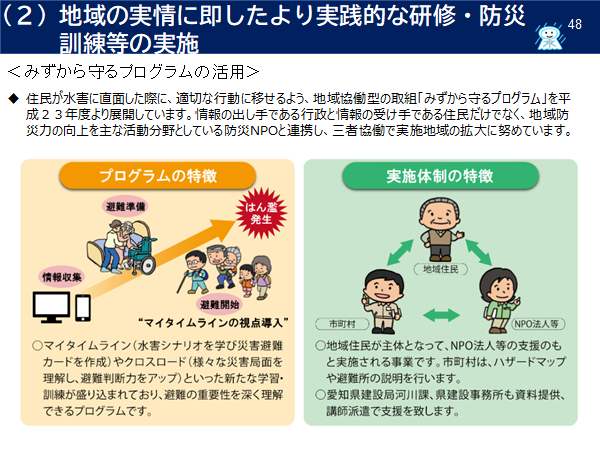 （２）地域の実情に即したより実践的な研修・防災
訓練等の実施
48
＜みずから守るプログラムの活用＞
◆ 住民が水害に直面した際に、適切な行動に移せるよう、地域協働型の取組「みずから守るプログラム」を平
成２３年度より展開しています。情報の出し手である行政と情報の受け手である住民だけでなく、地域防
災力の向上を主な活動分野としている防災NPOと連携し、三者協働で実施地域の拡大に努めています。
プログラムの特徴
避難準備
はん濫
発生
情報収集
避難開始
“マイタイムラインの視点導入”
○マイタイムライン（水害シナリオを学び災害避難
カードを作成）やクロスロード（様々な災害局面を
理解し、避難判断力をアップ）といった新たな学習・
訓練が盛り込まれており、避難の重要性を深く理解
できるプログラムです。
実施体制の特徴
地域住民
市町村
NPO法人等
○地域住民が主体となって、NPO法人等の支援のも
と実施される事業です。市町村は、ハザードマップ
や避難所の説明を行います。
○愛知県建設局河川課、県建設事務所も資料提供、
講師派遣で支援を致します。